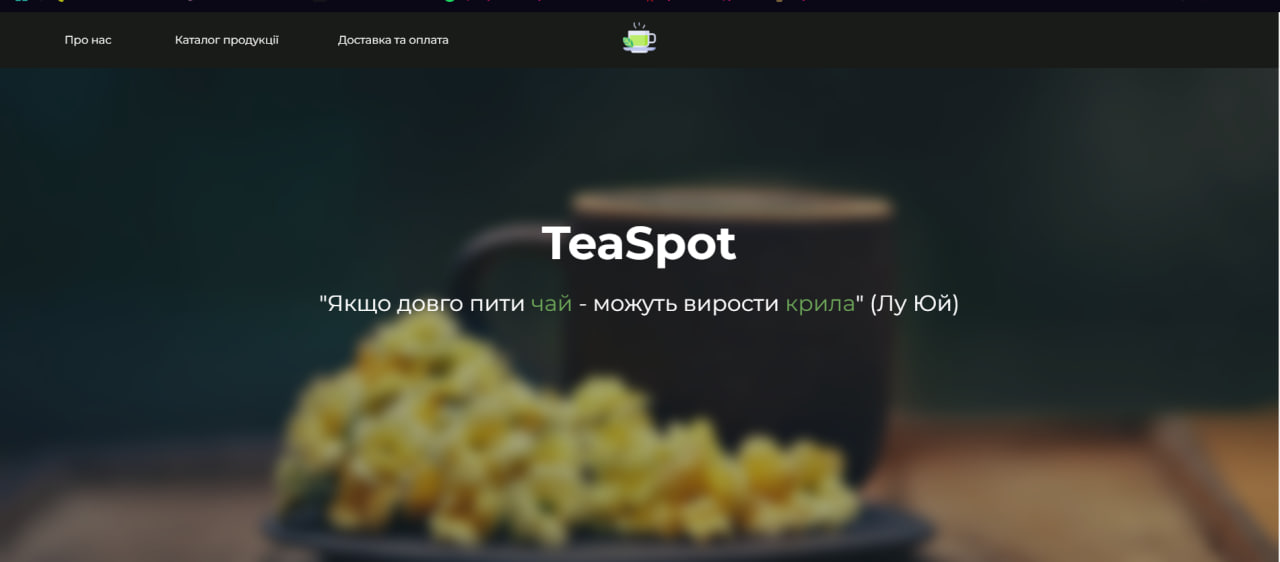 Про нас
Каталог продукції
Доставка та оплата
TeaSpot
"Якщо довго пити чай - можуть вирости крила" (Лу Юй)